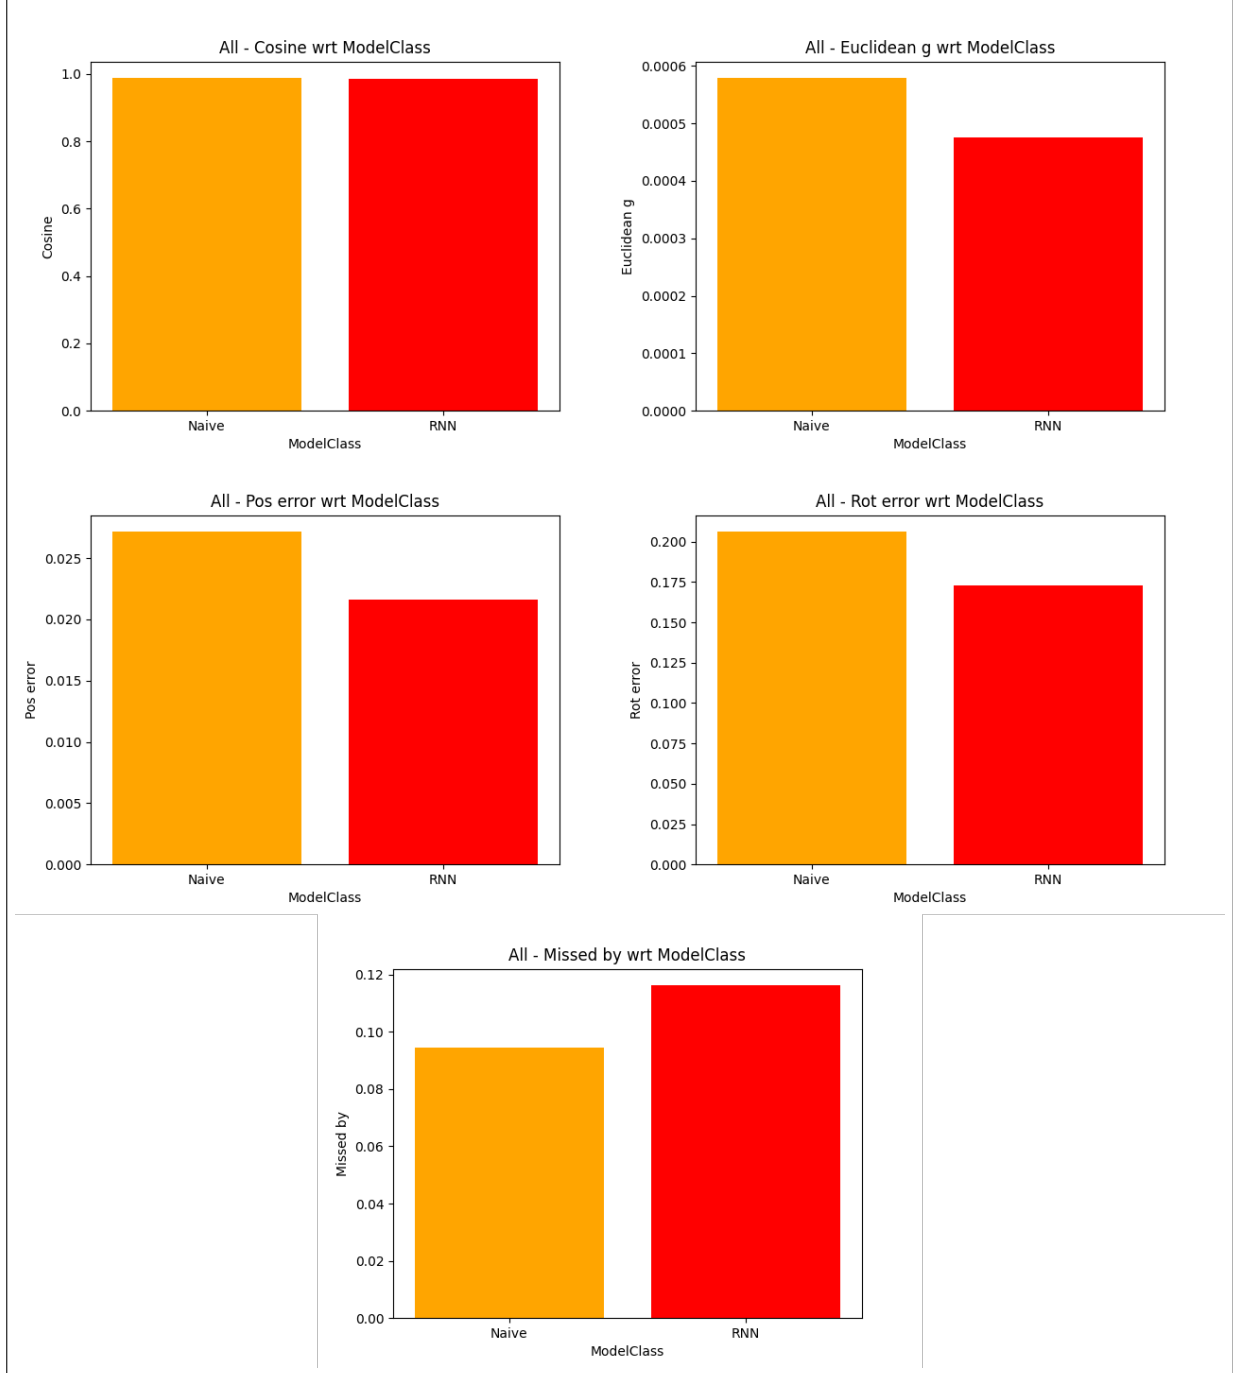 All - Cosine wrt ModelClass
1.0
0.8
0.6
0.4
0.2
0.0
Cosine
Naive
RNN
ModelClass
All - Euclidean g wrt ModelClass
0.0006
0.0005
0.0004
0.0003
0.0002
0.0001
0.0000
Euclidean g
Naive
RNN
ModelClass
All - Pos error wrt ModelClass
0.025
0.020
0.015
0.010
0.005
0.000
Pos error
Naive
RNN
ModelClass
All - Rot error wrt ModelClass
0.200
0.175
0.150
0.125
0.100
0.075
0.050
0.025
0.000
Rot error
Naive
RNN
ModelClass
All - Missed by wrt ModelClass
0.12
0.10
0.08
0.06
0.04
0.02
0.00
Missed by
Naive
RNN
ModelClass